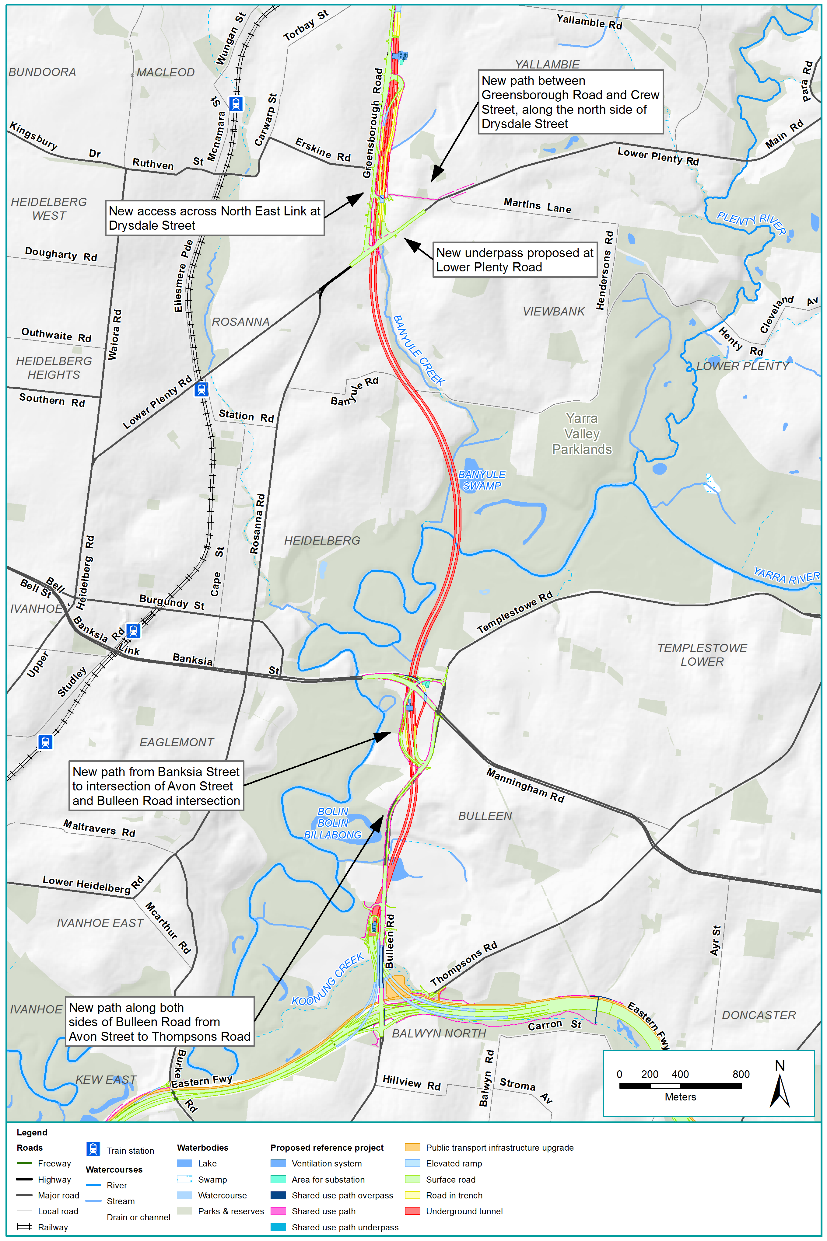 Yallambie Rd
Torbay St
Wungan St
BUNDOORA
MACLEOD
YALLAMBIE
Greensborough Road
Para Rd
New path between
Greensborough Road and Crew
Street, along the north side of
Drysdale Street
Mcnamara St
Carwarp St
Kingsbury Dr
Ruthven St
Erskine Rd
Main Rd
Lower Plenty Rd
HEIDELBERG
WEST
New access across North East Link at
Drysdale Street
Martins Lane
PLENTY RIVER
Dougharty Rd
Ellesmere Pde
New underpass proposed at
Lower Plenty Road
Hendersons Rd
Waiora Rd
ROSANNA
VIEWBANK
Cleveland Av
Outhwaite Rd
BANYULE CREEK
Henty Rd
HEIDELBERG
HEIGHTS
LOWER PLENTY
Southern Rd
Lower Plenty Rd
Banyule Rd
Station Rd
Yarra
Valley
Parklands
BANYULE
SWAMP
Rosanna Rd
HEIDELBERG
Heidelberg Rd
Cape St
YARRA RIVER
Bell
Bell St
Burgundy St
IVANHOE
Templestowe Rd
Banksia Rd
Link
Banksia St
Upper
Studley
TEMPLESTOWE
LOWER
EAGLEMONT
New path from Banksia Street
to intersection of Avon Street
and Bulleen Road intersection
Manningham Rd
BOLIN
BOLIN
BILLABONG
BULLEEN
Maltravers Rd
Lower Heidelberg Rd
Mcarthur Rd
IVANHOE EAST
Ayr St
Bulleen Rd
Thompsons Rd
KOONUNG CREEK
New path along both
sides of Bulleen Road from
Avon Street to Thompsons Road
IVANHOE
Eastern Fwy
DONCASTER
Carron St
BALWYN NORTH
Burke Rd
KEW EAST
Eastern Fwy
Hillview Rd
Balwyn Rd
Stroma Av
N
0 200 400 800
Meters
Legend
Roads
Freeway
Highway
Major road
Local road
Railway
Train station
Watercourses
River
Stream
Drain or channel
Waterbodies
Lake
Swamp
Watercourse
Parks & reserves
Proposed reference project
Ventilation system
Area for substation
Shared use path overpass
Shared use path
Shared use path underpass
Public transport infrastructure upgrade
Elevated ramp
Surface road
Road in trench
Underground tunnel